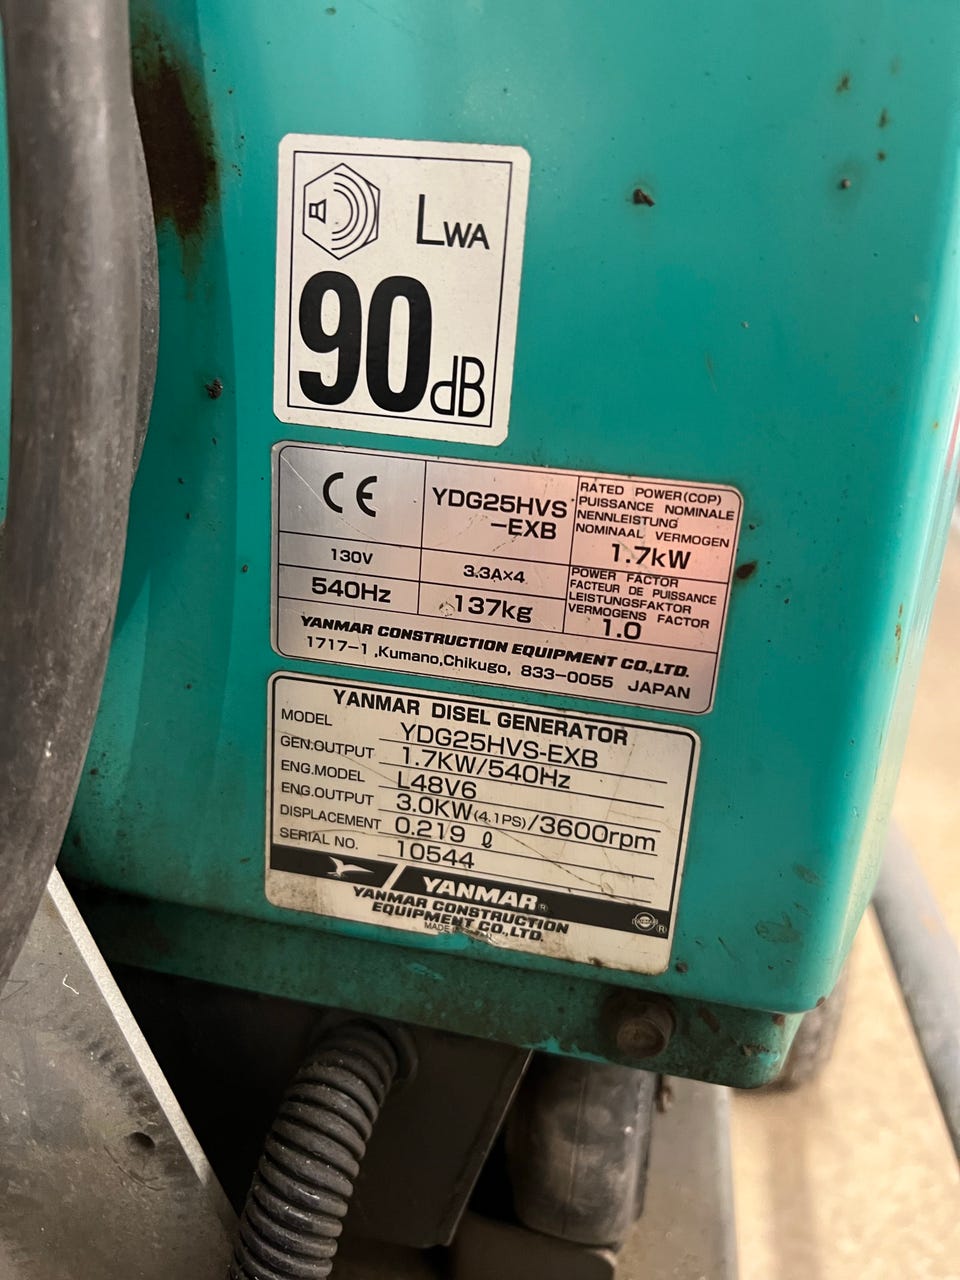 LWA
90dB
CE
YDG25HVS
-EXB
RATED POWER(COP)
PUISSANCE NOMINALE
NENNLEISTUNG
NOMINAAL VERMOGEN
1.7kW
130V
3.3A×4
POWER FACTOR
FACTEUR DE PUISSANCE
LEISTUNGSFAKTOR
VERMOGENS FACTOR
1.0
540Hz
137kg
YANMAR CONSTRUCTION EQUIPMENT CO.,LTD.
1717-1 ,Kumano,Chikugo, 833-0055 JAPAN
YANMAR DISEL GENERATOR
MODEL YDG25HVS-EXB
GEN:OUTPUT 1.7KW/540Hz
ENG.MODEL L48V6
ENG.OUTPUT 3.0KW(4.1PS)/3600rpm
DISPLACEMENT 0.219 ℓ
SERIAL NO. 10544
YANMAR®
YANMAR CONSTRUCTION
EQUIPMENT CO.,LTD.
MADE